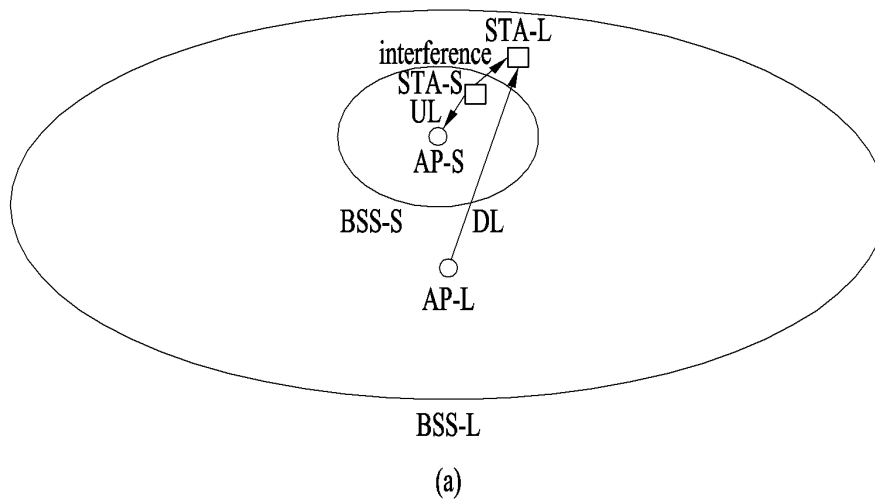 STA-L
interference
STA-S
UL
AP-S
BSS-S
DL
AP-L
BSS-L
(a)